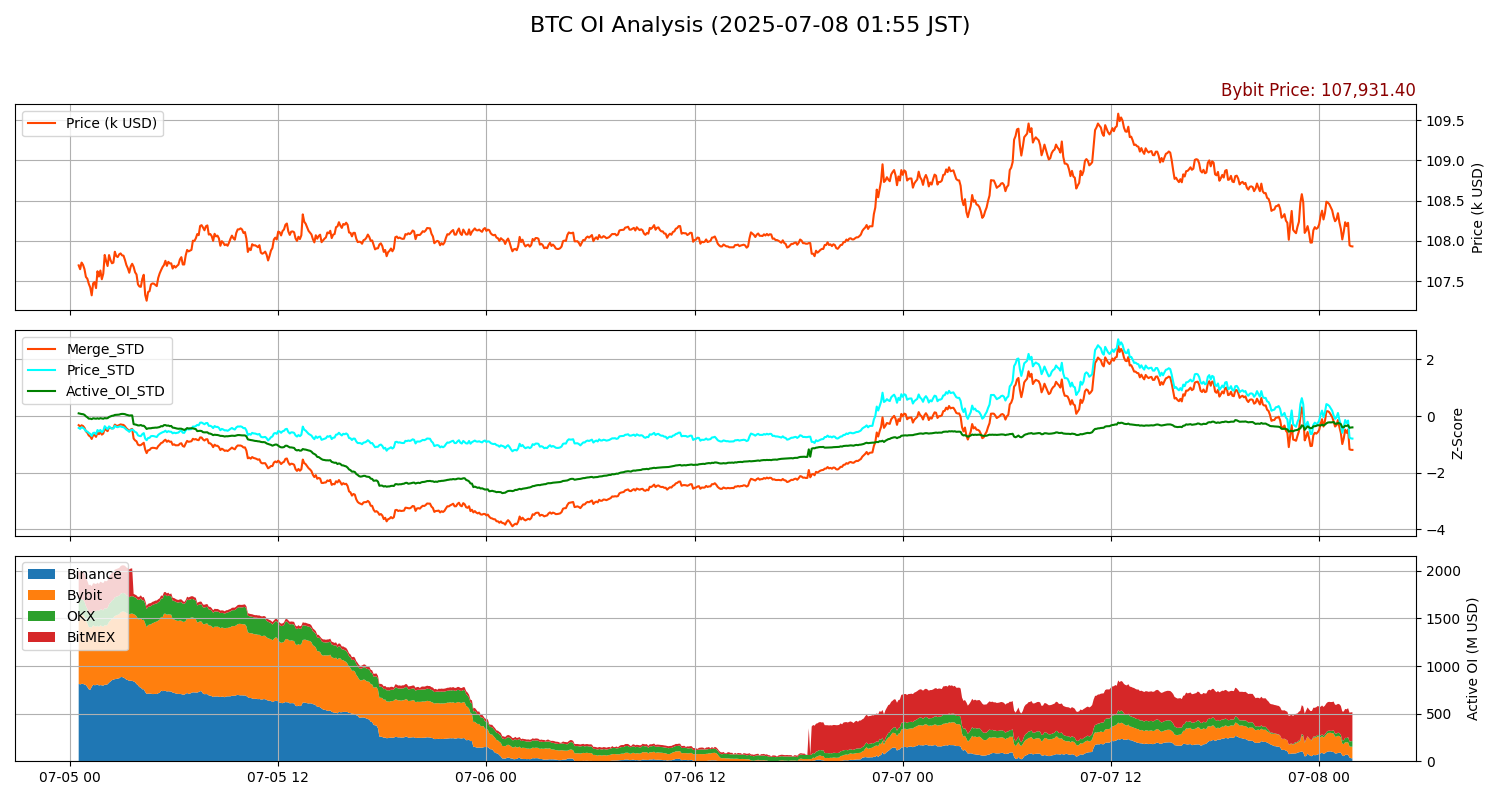 BTC OI Analysis (2025-07-08 01:55 JST)
Bybit Price: 107,931.40
Price (k USD)
109.5
109.0
108.5
108.0
107.5
Price (k USD)
Merge_STD
Price_STD
Active_OI_STD
2
0
−2
−4
Z-Score
Binance
Bybit
OKX
BitMEX
2000
1500
1000
500
0
Active OI (M USD)
07-05 00
07-05 12
07-06 00
07-06 12
07-07 00
07-07 12
07-08 00